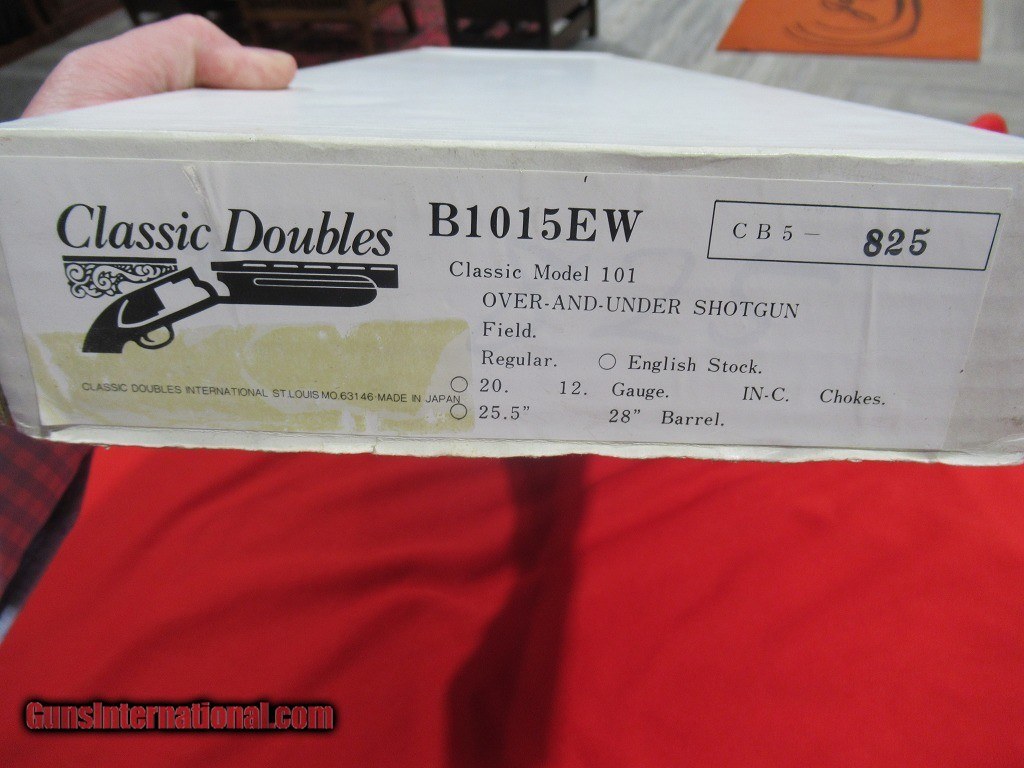 Classic Doubles
B1015EW
CB5- 825
Classic Model 101
OVER-AND-UNDER SHOTGUN
Field.
Regular. ○ English Stock.
○ 20. 12. Gauge. IN-C. Chokes.
○ 25.5" 28" Barrel.
CLASSIC DOUBLES INTERNATIONAL ST.LOUIS MO.63146·MADE IN JAPAN
GunsInternational.com